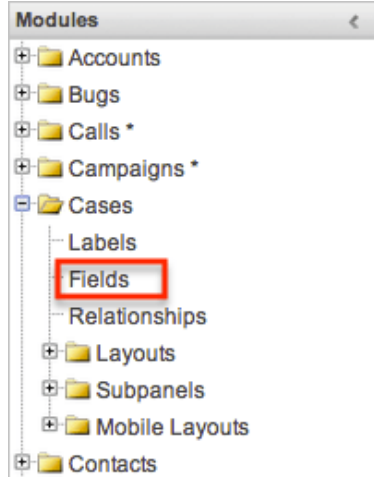 Modules
Accounts
Bugs
Calls *
Campaigns *
Cases
Labels
Fields
Relationships
Layouts
Subpanels
Mobile Layouts
Contacts